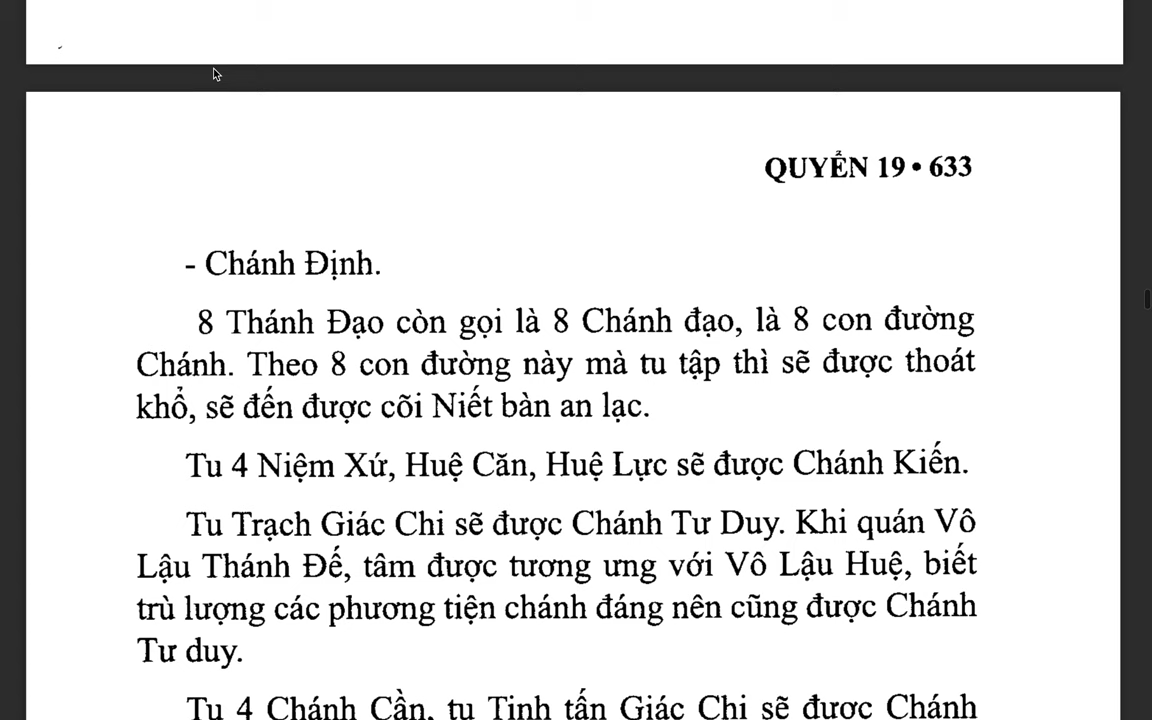 QUYỂN 19 • 633
- Chánh Định.
8 Thánh Đạo còn gọi là 8 Chánh đạo, là 8 con đường
Chánh. Theo 8 con đường này mà tu tập thì sẽ được thoát
khổ, sẽ đến được cõi Niết bàn an lạc.
Tu 4 Niệm Xứ, Huệ Căn, Huệ Lực sẽ được Chánh Kiến.
Tu Trạch Giác Chi sẽ được Chánh Tư Duy. Khi quán Vô
Lậu Thánh Đế, tâm được tương ưng với Vô Lậu Huệ, biết
trù lượng các phương tiện chánh đáng nên cũng được Chánh
Tư duy.
Tu 4 Chánh Cần, tu Tinh tấn Giác Chi sẽ được Chánh